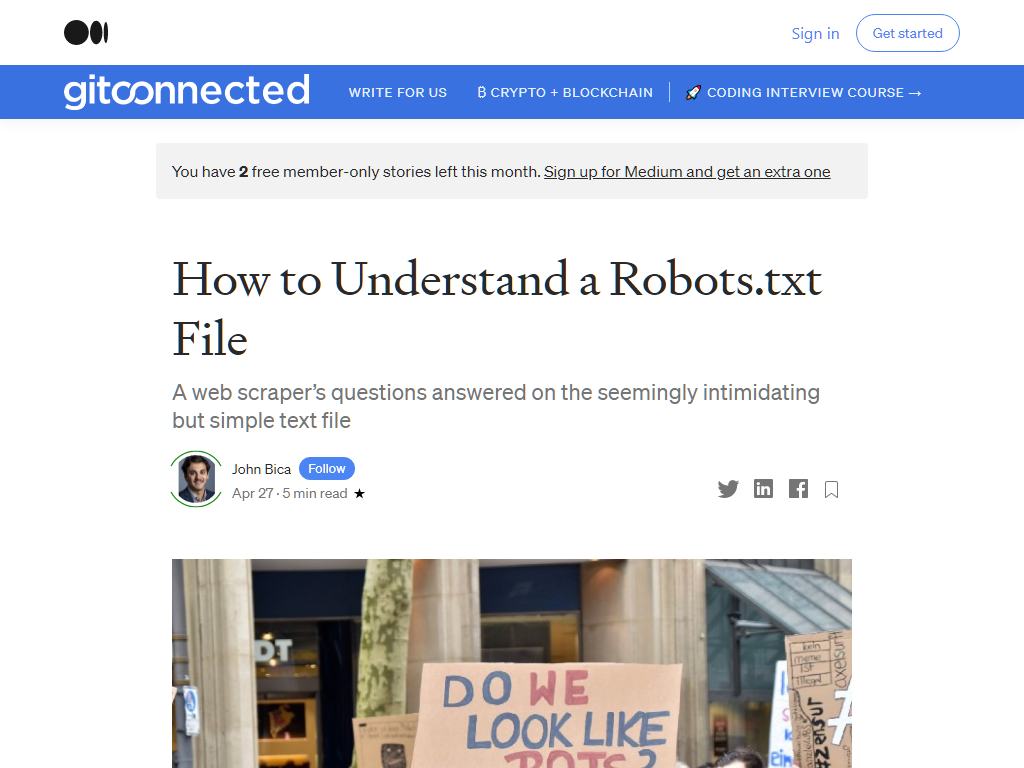 Sign in
Get started
gitconnected
WRITE FOR US
₿ CRYPTO + BLOCKCHAIN
🚀 CODING INTERVIEW COURSE →
You have 2 free member-only stories left this month. Sign up for Medium and get an extra one
How to Understand a Robots.txt
File
A web scraper’s questions answered on the seemingly intimidating
but simple text file
John Bica
Follow
Apr 27 · 5 min read ★
DT
DO WE
LOOK LIKE
BOTS?
kein
meme
IST
illegal
axelsurf
#zensur